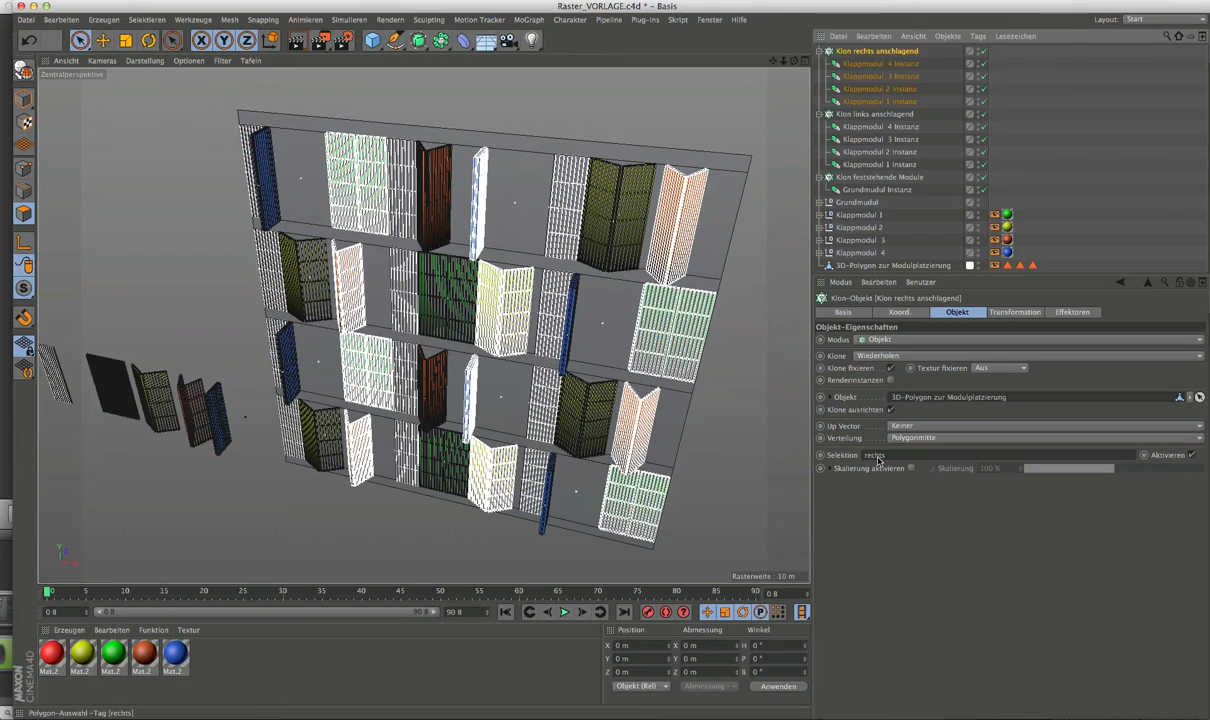 Raster_VORLAGE.c4d * – Basis
Datei Bearbeiten Erzeugen Selektieren Werkzeuge Mesh Snapping Animieren Simulieren Rendern Sculpting Motion Tracker MoGraph Charakter Pipeline Plug-ins Skript Fenster Hilfe
Layout: Start
Ansicht Kameras Darstellung Optionen Filter Tafeln
Zentralperspektive
Rasterweite : 10 m
Datei Bearbeiten Ansicht Objekte Tags Lesezeichen
Klon rechts anschlagend
Klappmodul 4 Instanz
Klappmodul 3 Instanz
Klappmodul 2 Instanz
Klappmodul 1 Instanz
Klon links anschlagend
Klappmodul 4 Instanz
Klappmodul 3 Instanz
Klappmodul 2 Instanz
Klappmodul 1 Instanz
Klon feststehende Module
Grundmudul Instanz
Grundmudul
Klappmodul 1
Klappmodul 2
Klappmodul 3
Klappmodul 4
3D-Polygon zur Modulplatzierung
Modus Bearbeiten Benutzer
Klon-Objekt [Klon rechts anschlagend]
Basis Koord. Objekt Transformation Effektoren
Objekt-Eigenschaften
Modus Objekt
Klone Wiederholen
Klone fixieren Textur fixieren Aus
Renderinstanzen
Objekt 3D-Polygon zur Modulplatzierung
Klone ausrichten
Up Vector Keiner
Verteilung Polygonmitte
Selektion rechts Aktivieren
Skalierung aktivieren Skalierung 100 %
0 5 10 15 20 25 30 35 40 45 50 55 60 65 70 75 80 85 90 0 B
0 B 0 B 90 B 90 B
Erzeugen Bearbeiten Funktion Textur
Mat.2 Mat.2 Mat.2 Mat.2 Mat.2
Position Abmessung Winkel
X 0 m X 0 m H 0 °
Y 0 m Y 0 m P 0 °
Z 0 m Z 0 m B 0 °
Objekt (Rel) Abmessung Anwenden
MAXON CINEMA4D
Polygon-Auswahl -Tag [rechts]